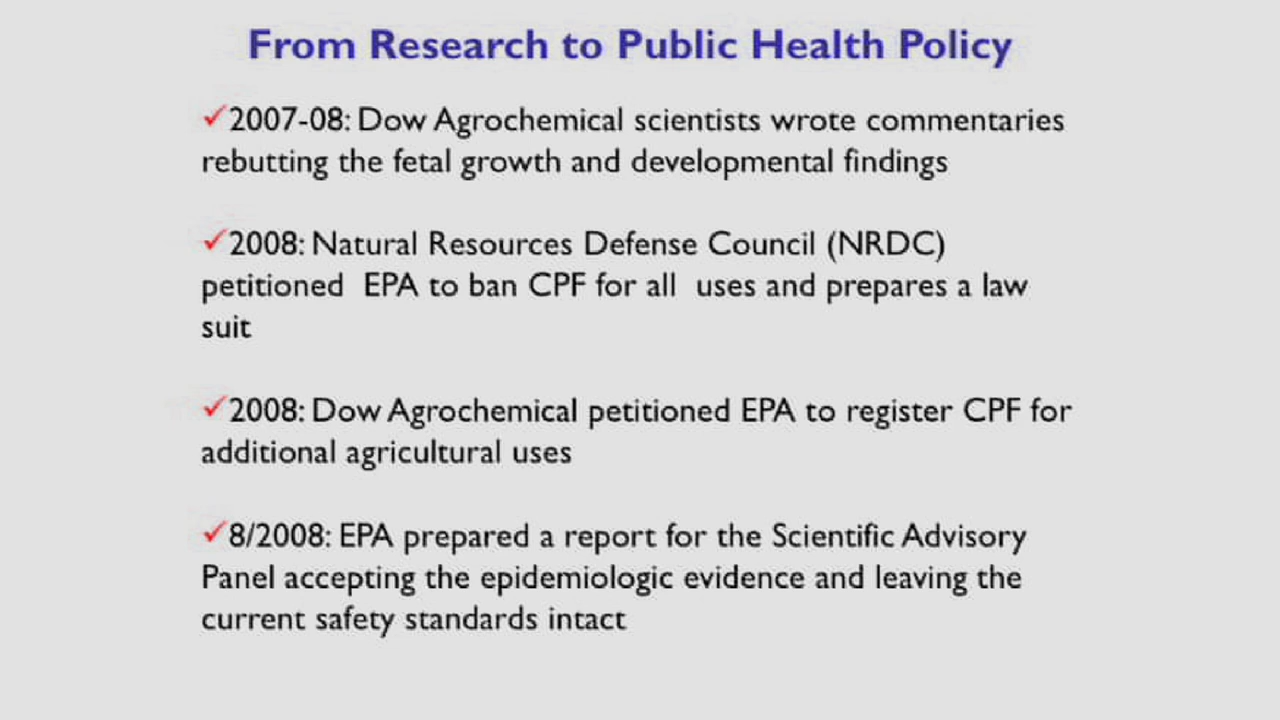 From Research to Public Health Policy
✓2007-08: Dow Agrochemical scientists wrote commentaries
rebutting the fetal growth and developmental findings
✓2008: Natural Resources Defense Council (NRDC)
petitioned EPA to ban CPF for all uses and prepares a law
suit
✓2008: Dow Agrochemical petitioned EPA to register CPF for
additional agricultural uses
✓8/2008: EPA prepared a report for the Scientific Advisory
Panel accepting the epidemiologic evidence and leaving the
current safety standards intact